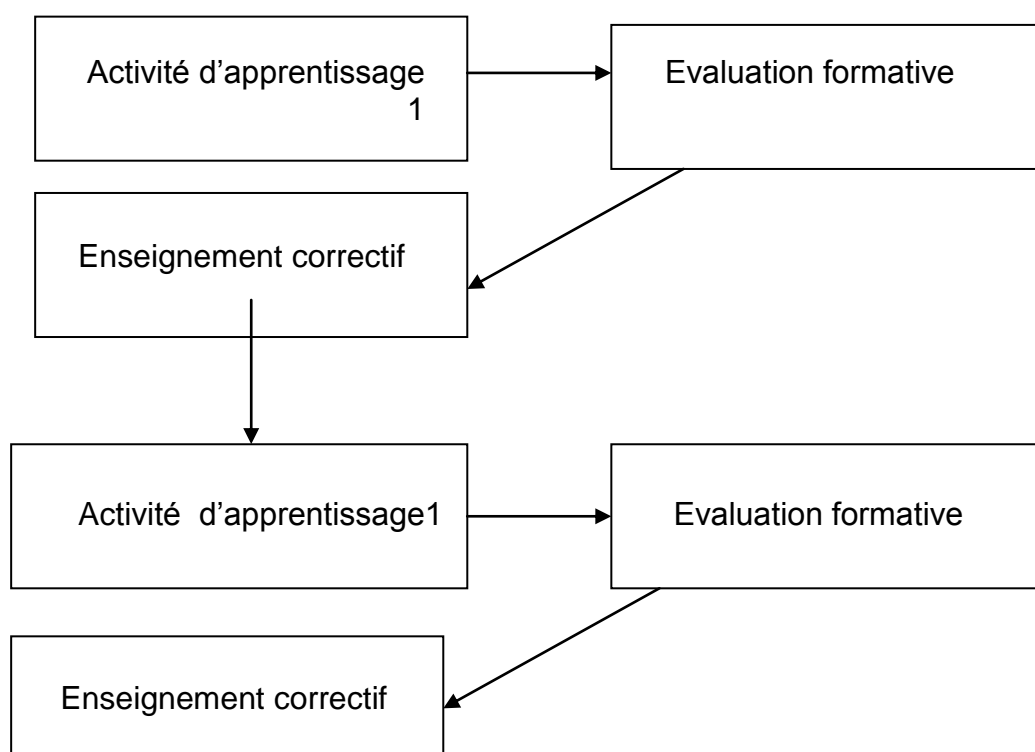 Activité d’apprentissage
1
Evaluation formative
Enseignement correctif
Activité  d’apprentissage1
Evaluation formative
Enseignement correctif